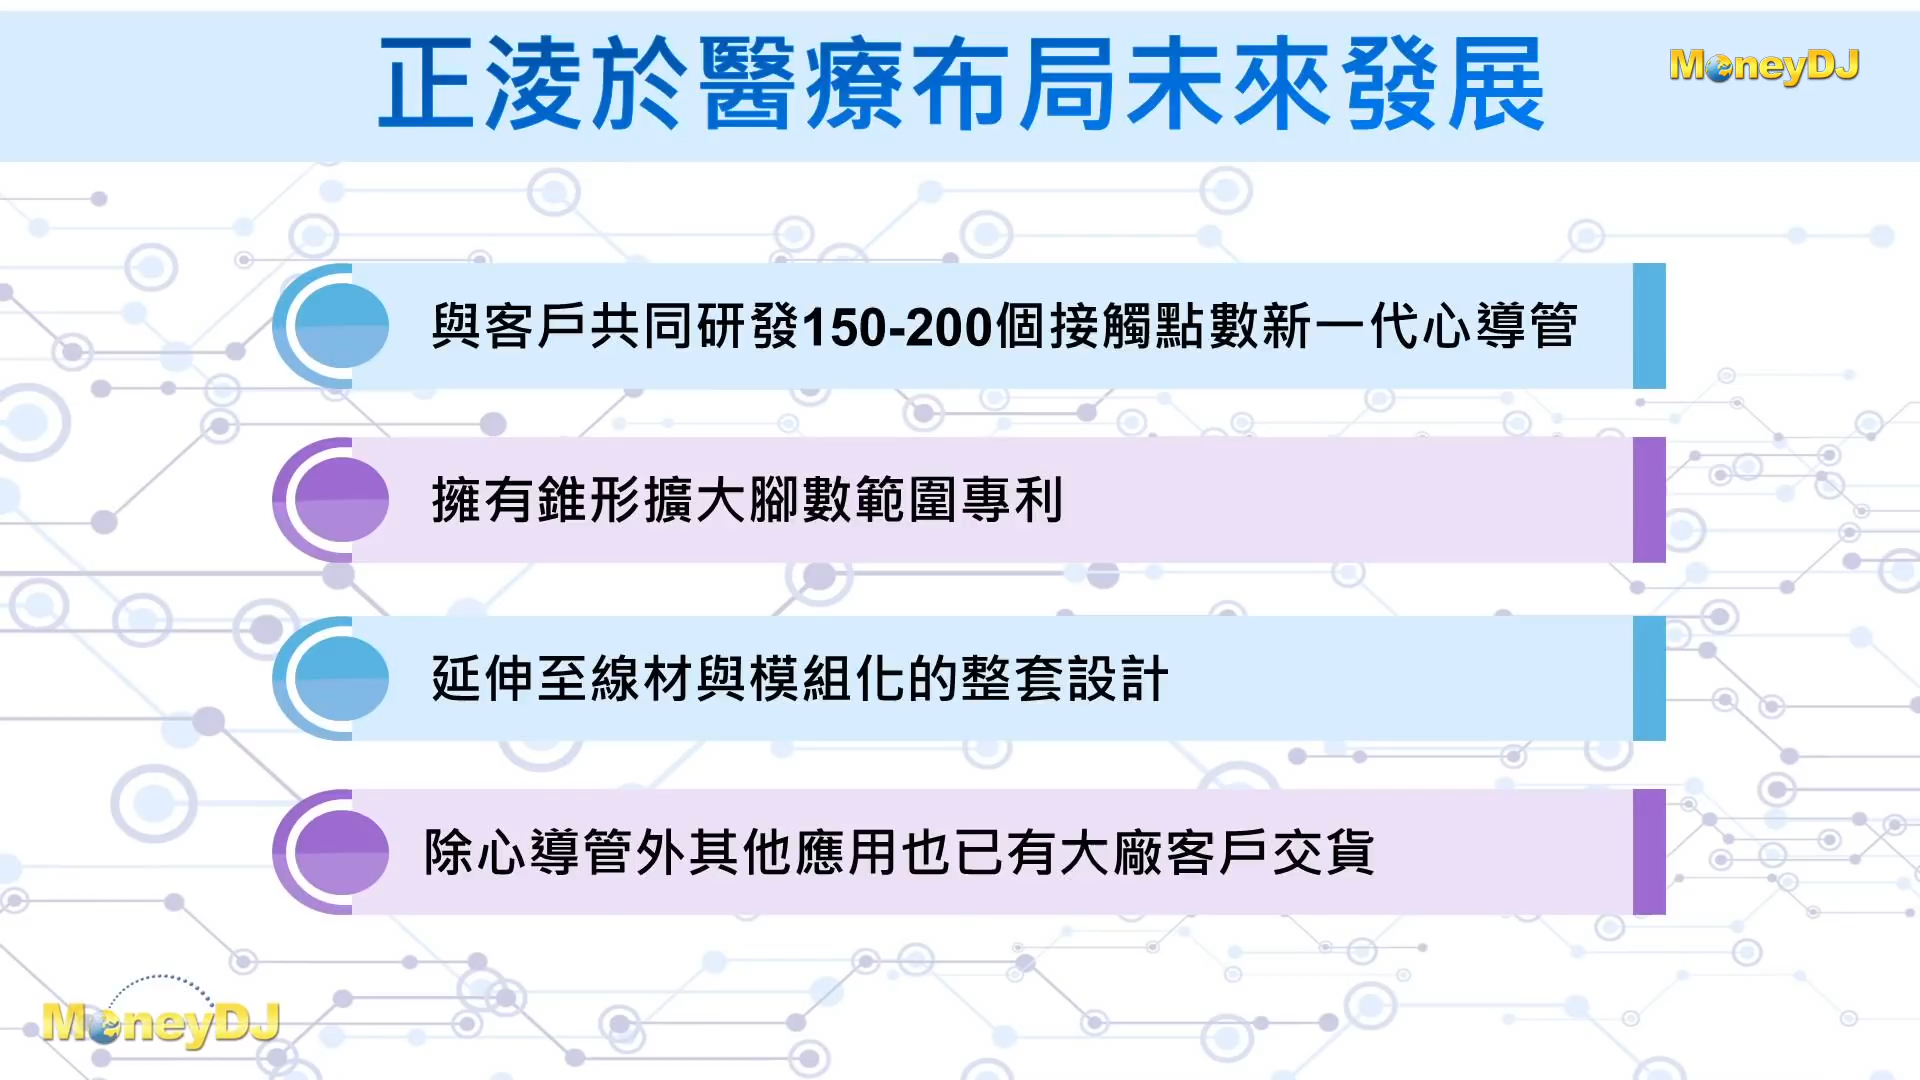 正淩於醫療布局未來發展
MoneyDJ
與客戶共同研發150-200個接觸點數新一代心導管
擁有錐形擴大腳數範圍專利
延伸至線材與模組化的整套設計
除心導管外其他應用也已有大廠客戶交貨
MoneyDJ